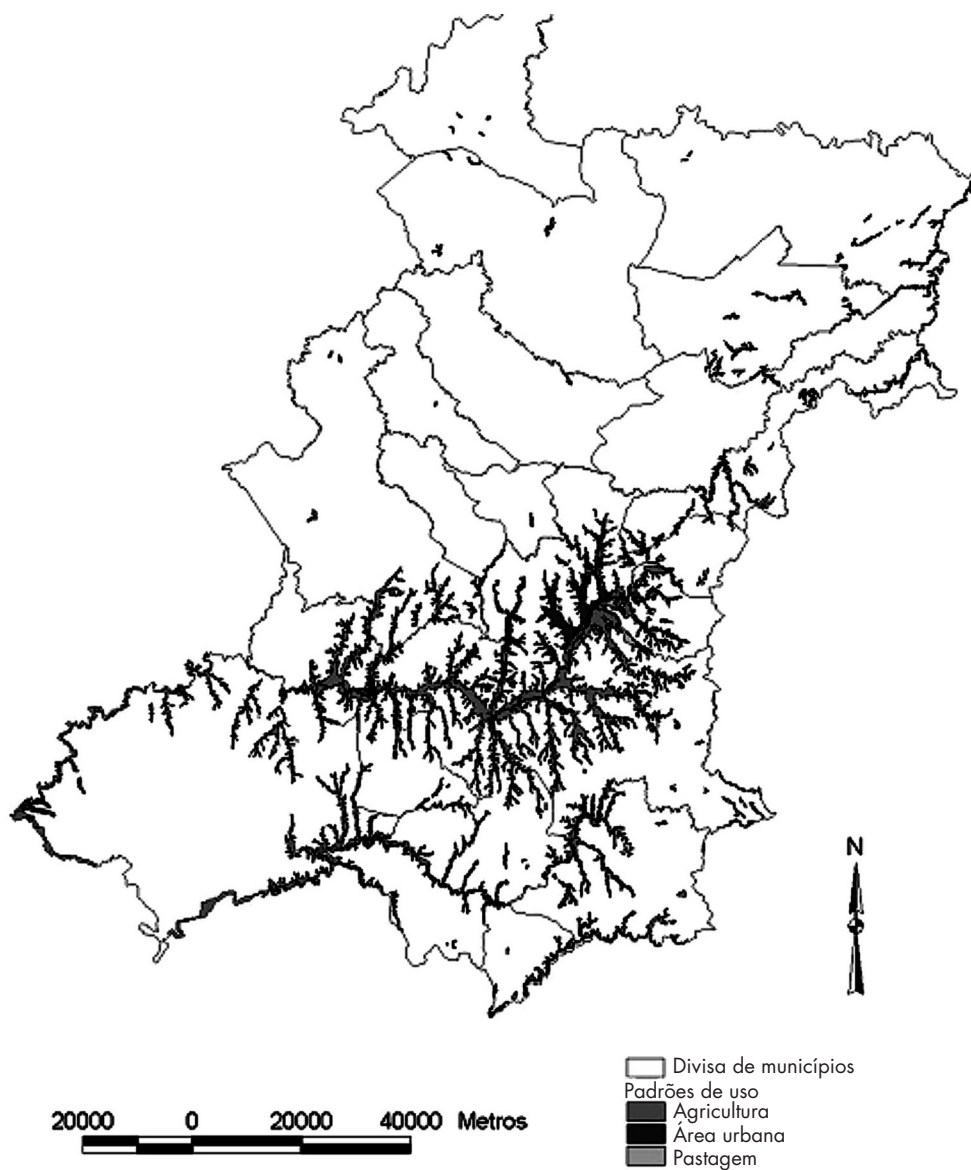 N
Divisa de municípios
Padrões de uso
Agricultura
Área urbana
Pastagem
20000 0 20000 40000 Metros